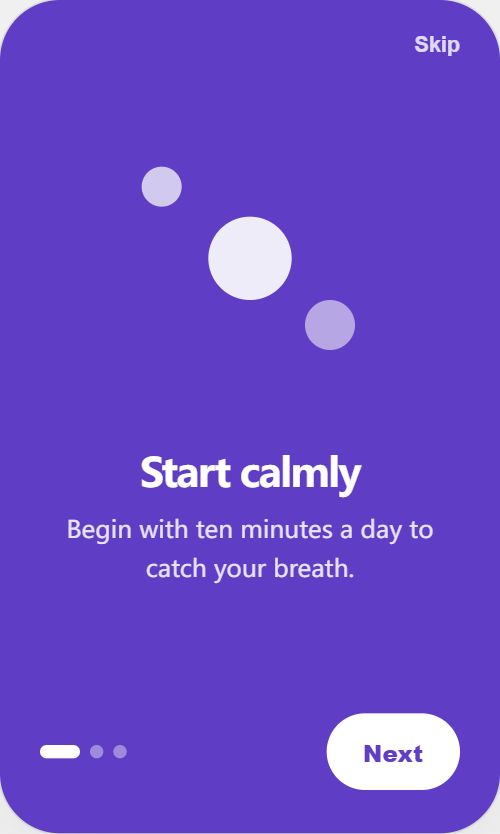 Skip
Start calmly
Begin with ten minutes a day to
catch your breath.
Next